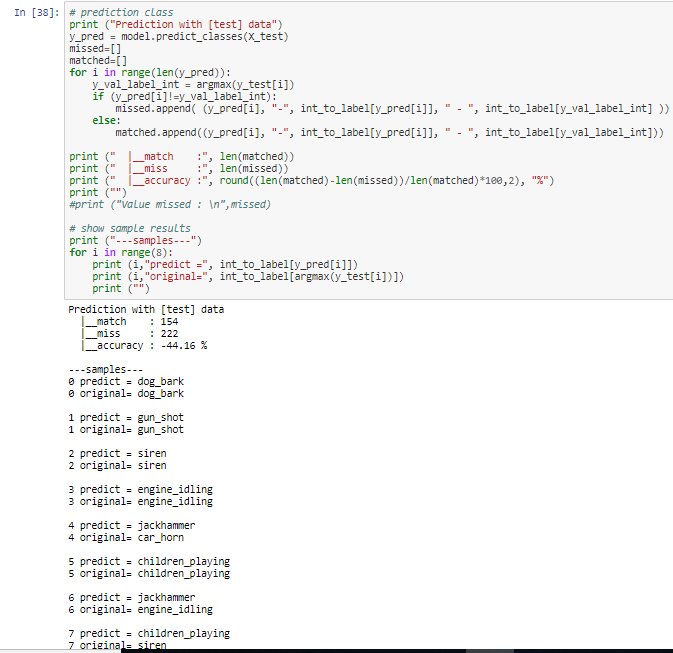 In [38]: # prediction class
print ("Prediction with [test] data")
y_pred = model.predict_classes(X_test)
missed=[]
matched=[]
for i in range(len(y_pred)):
    y_val_label_int = argmax(y_test[i])
    if (y_pred[i]!=y_val_label_int):
        missed.append( (y_pred[i], "-", int_to_label[y_pred[i]], " - ", int_to_label[y_val_label_int] ))
    else:
        matched.append((y_pred[i], "-", int_to_label[y_pred[i]], " - ", int_to_label[y_val_label_int]))

print ("  |__match    :", len(matched))
print ("  |__miss     :", len(missed))
print ("  |__accuracy :", round((len(matched)-len(missed))/len(matched)*100,2), "%")
print ("")
#print ("Value missed : \n",missed)

# show sample results
print ("---samples---")
for i in range(8):
    print (i,"predict =", int_to_label[y_pred[i]])
    print (i,"original=", int_to_label[argmax(y_test[i])])
    print ("")

Prediction with [test] data
  |__match    : 154
  |__miss     : 222
  |__accuracy : -44.16 %

---samples---
0 predict = dog_bark
0 original= dog_bark

1 predict = gun_shot
1 original= gun_shot

2 predict = siren
2 original= siren

3 predict = engine_idling
3 original= engine_idling

4 predict = jackhammer
4 original= car_horn

5 predict = children_playing
5 original= children_playing

6 predict = jackhammer
6 original= engine_idling

7 predict = children_playing
7 original= siren